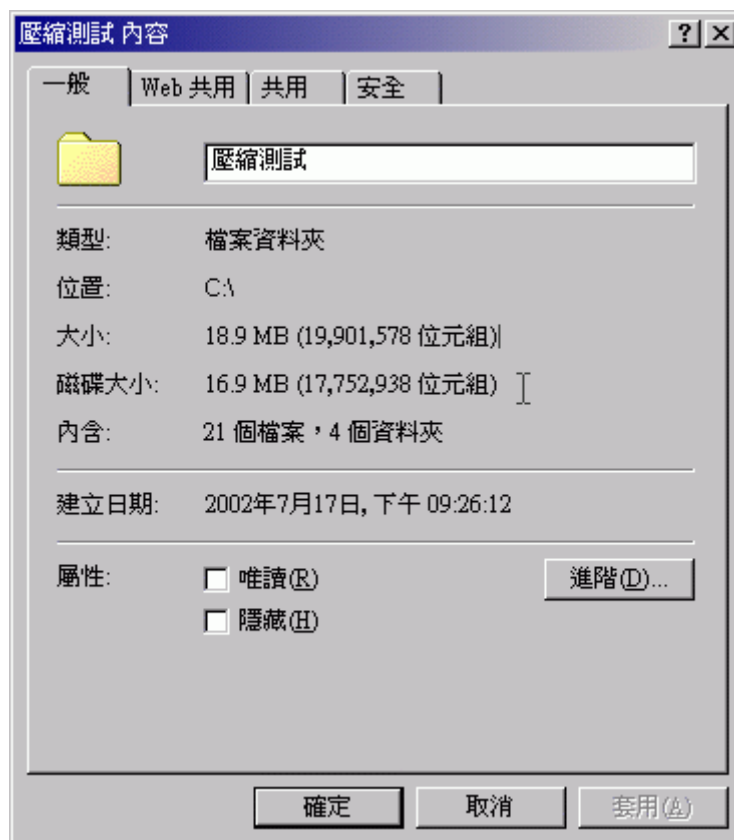 壓縮測試 內容
一般 Web 共用 共用 安全
壓縮測試
類型: 檔案資料夾
位置: C:\
大小: 18.9 MB (19,901,578 位元組)
磁碟大小: 16.9 MB (17,752,938 位元組)
內含: 21 個檔案，4 個資料夾
建立日期: 2002年7月17日, 下午 09:26:12
屬性: 唯讀(R) 進階(D)...
隱藏(H)
確定 取消 套用(A)